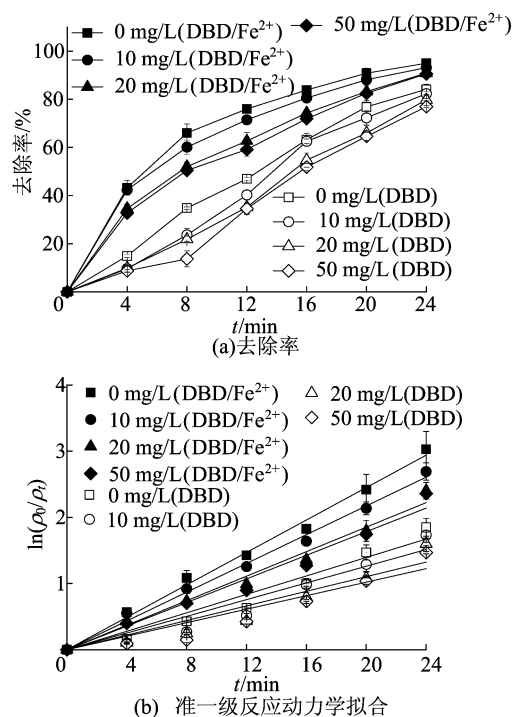 0 mg/L(DBD/Fe²⁺)
10 mg/L(DBD/Fe²⁺)
20 mg/L(DBD/Fe²⁺)
50 mg/L(DBD/Fe²⁺)
100
80
60
40
20
0
去除率/%
0 mg/L(DBD)
10 mg/L(DBD)
20 mg/L(DBD)
50 mg/L(DBD)
0 4 8 12 16 20 24
t/min
(a)去除率
4
3
2
1
0
ln(ρ₀/ρₜ)
0 mg/L(DBD/Fe²⁺)
10 mg/L(DBD/Fe²⁺)
20 mg/L(DBD/Fe²⁺)
50 mg/L(DBD/Fe²⁺)
0 mg/L(DBD)
10 mg/L(DBD)
20 mg/L(DBD)
50 mg/L(DBD)
0 4 8 12 16 20 24
t/min
(b) 准一级反应动力学拟合